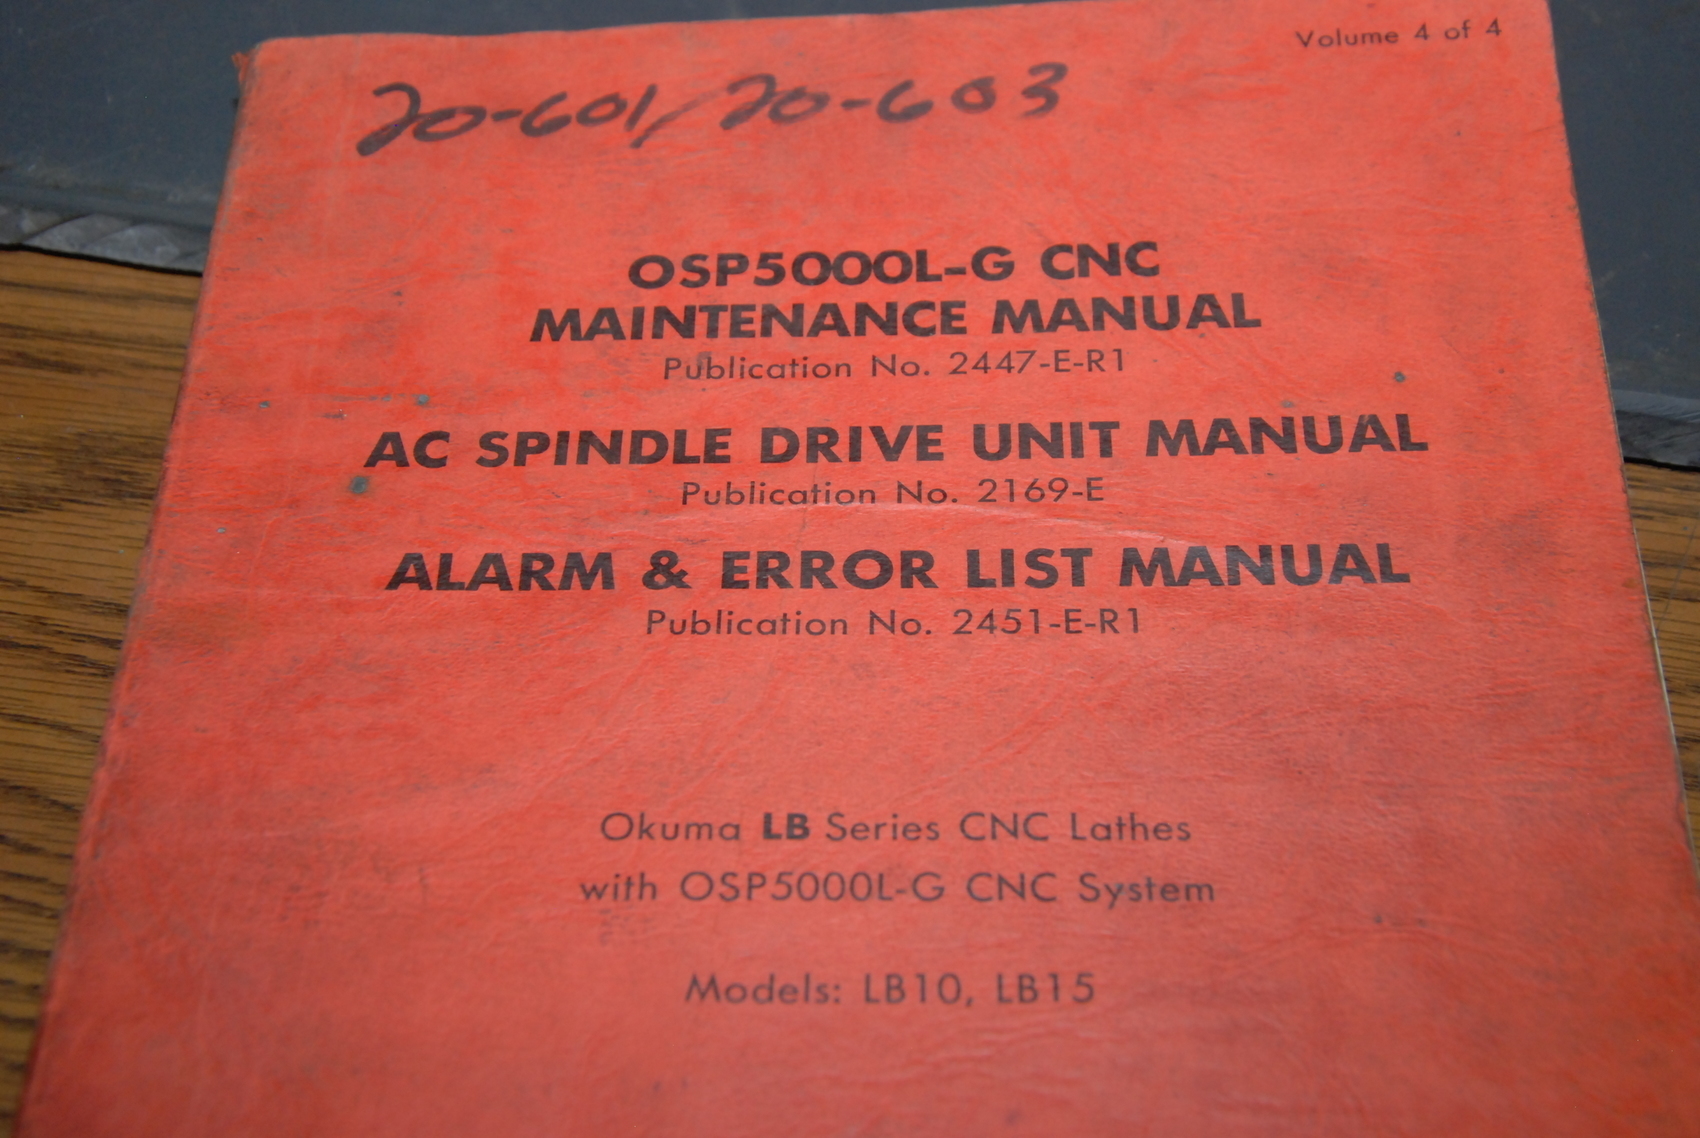 Volume 4 of 4
20-601/20-603
OSP5000L-G CNC
MAINTENANCE MANUAL
Publication No. 2447-E-R1
AC SPINDLE DRIVE UNIT MANUAL
Publication No. 2169-E
ALARM & ERROR LIST MANUAL
Publication No. 2451-E-R1
Okuma LB Series CNC Lathes
with OSP5000L-G CNC System
Models: LB10, LB15